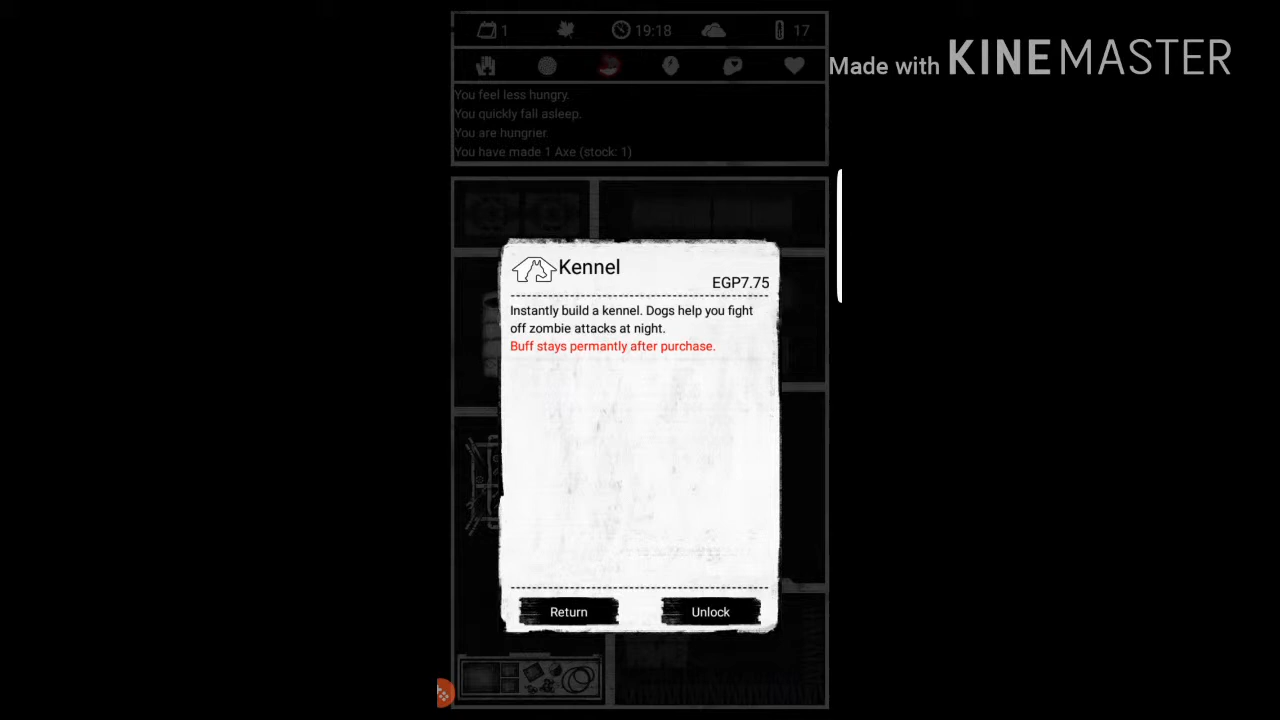 1
19:18
17
Made with KINEMASTER
You feel less hungry.
You quickly fall asleep.
You are hungrier.
You have made 1 Axe (stock: 1)
Kennel
EGP7.75
Instantly build a kennel. Dogs help you fight
off zombie attacks at night.
Buff stays permantly after purchase.
Return
Unlock